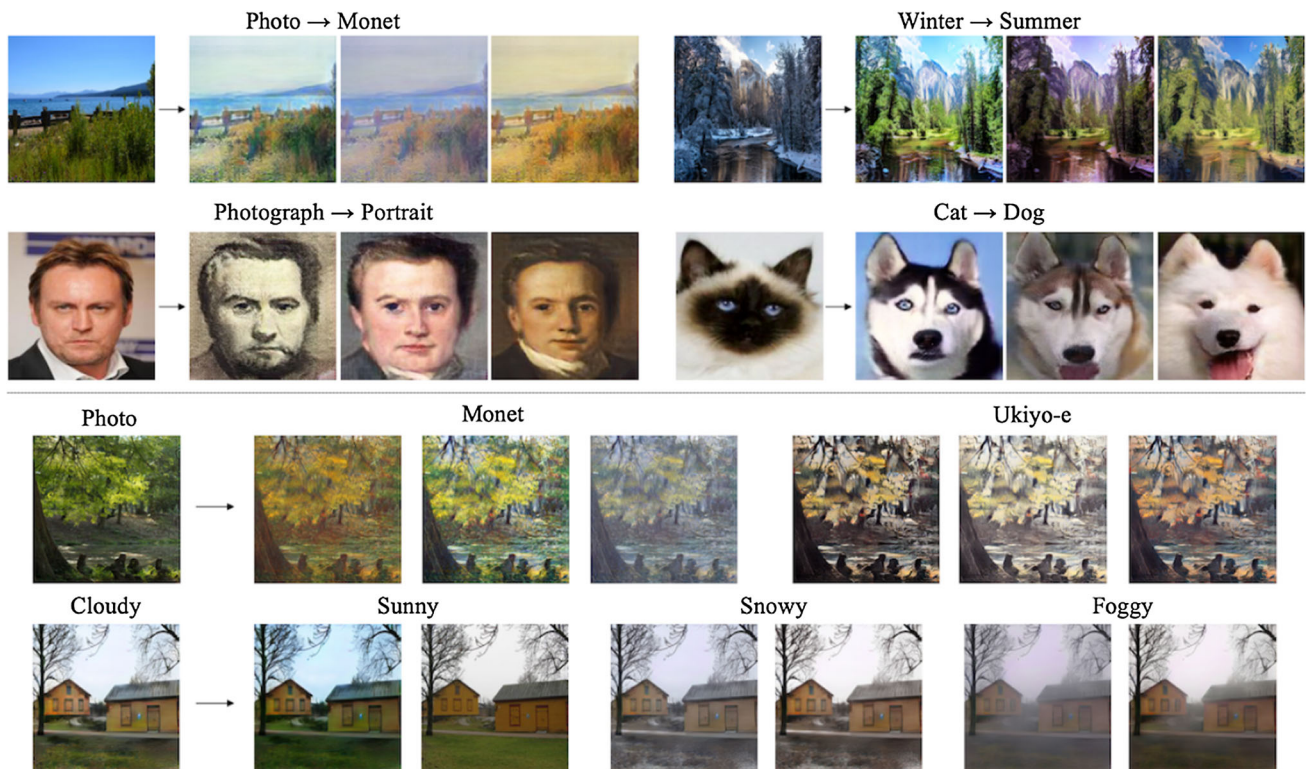 Photo → Monet
Winter → Summer
Photograph → Portrait
Cat → Dog
Photo
Monet
Ukiyo-e
Cloudy
Sunny
Snowy
Foggy